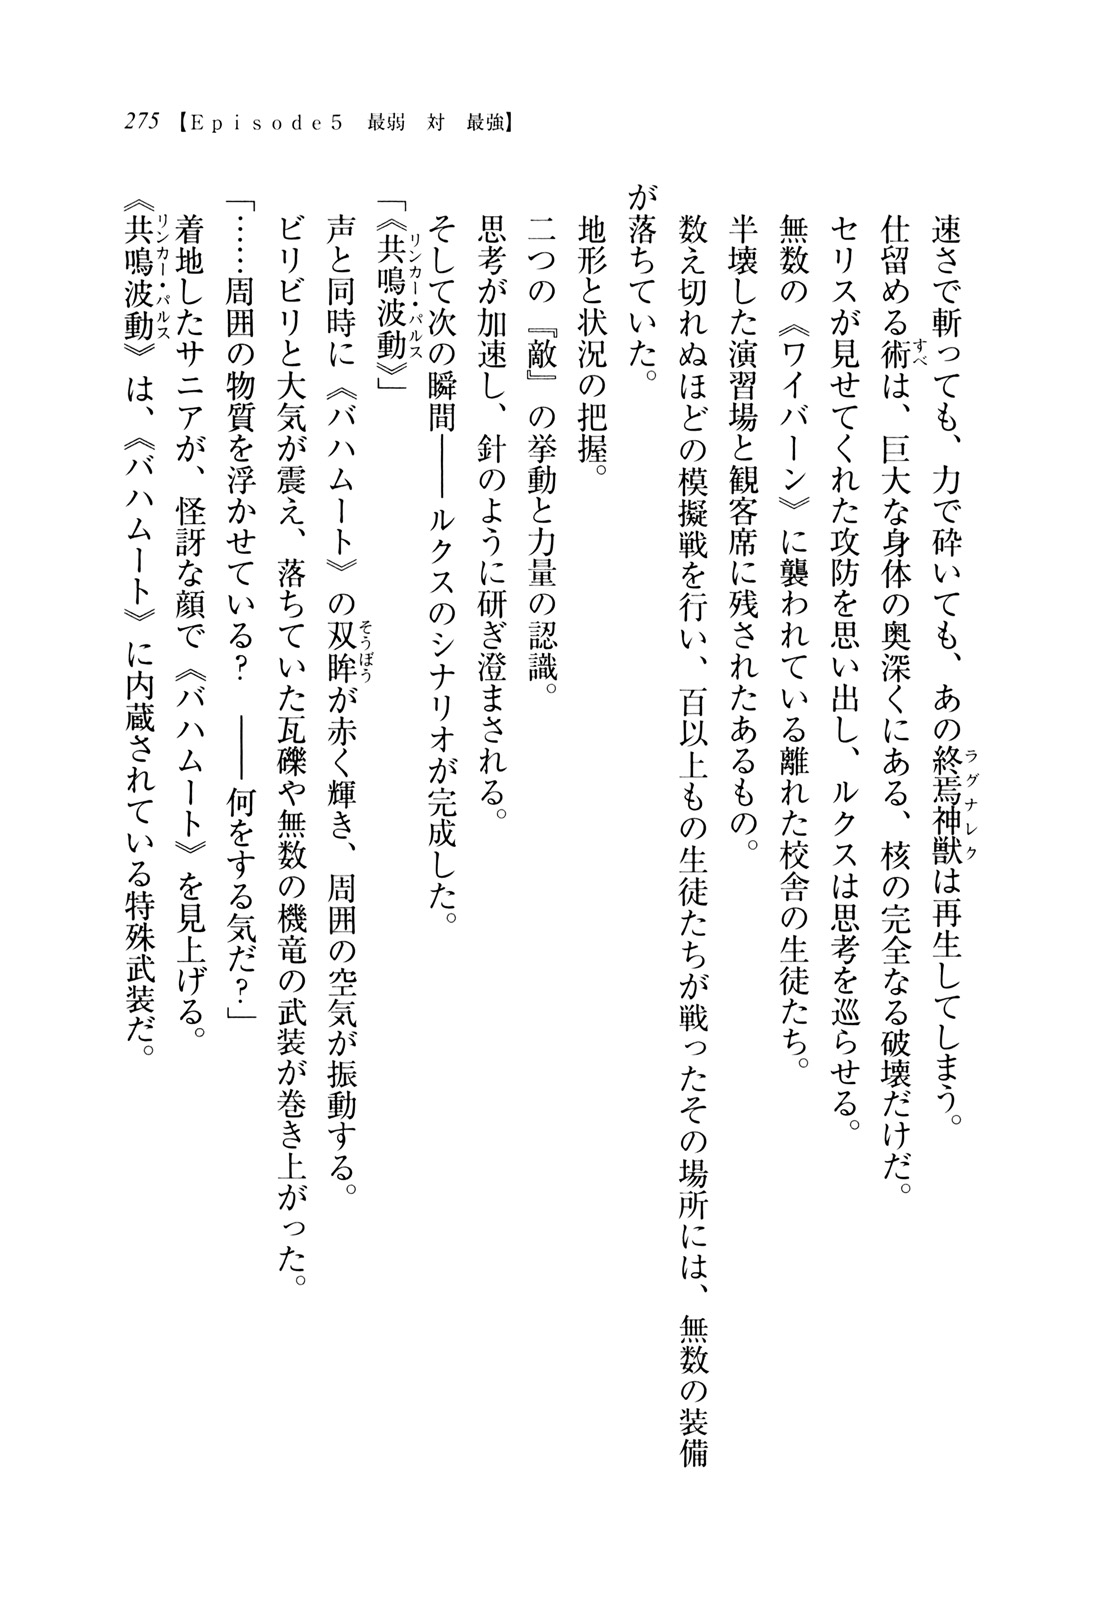 275 【Episode5　最弱　対　最強】
　速さで斬っても、力で砕いても、あの終焉神獣は再生してしまう。
　仕留める術は、巨大な身体の奥深くにある、核の完全なる破壊だけだ。
　セリスが見せてくれた攻防を思い出し、ルクスは思考を巡らせる。
　無数の《ワイバーン》に襲われている離れた校舎の生徒たち。
　半壊した演習場と観客席に残されたあるもの。
　数え切れぬほどの模擬戦を行い、百以上もの生徒たちが戦ったその場所には、無数の装備
が落ちていた。
　地形と状況の把握。
　二つの『敵』の挙動と力量の認識。
　思考が加速し、針のように研ぎ澄まされる。
　そして次の瞬間――ルクスのシナリオが完成した。
「《共鳴波動》」
　声と同時に《バハムート》の双眸が赤く輝き、周囲の空気が振動する。
　ビリビリと大気が震え、落ちていた瓦礫や無数の機竜の武装が巻き上がった。
「……周囲の物質を浮かせている？　――何をする気だ？」
　着地したサニアが、怪訝な顔で《バハムート》を見上げる。
《共鳴波動》は、《バハムート》に内蔵されている特殊武装だ。
ラグナレク
すべ
リンカー・パルス
そうぼう
リンカー・パルス